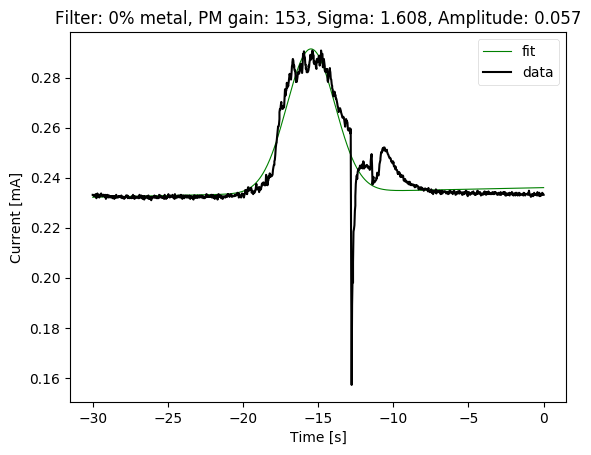 Filter: 0% metal, PM gain: 153, Sigma: 1.608, Amplitude: 0.057
fit
data
0.28
0.26
0.24
0.22
0.20
0.18
0.16
Current [mA]
−30 −25 −20 −15 −10 −5 0
Time [s]